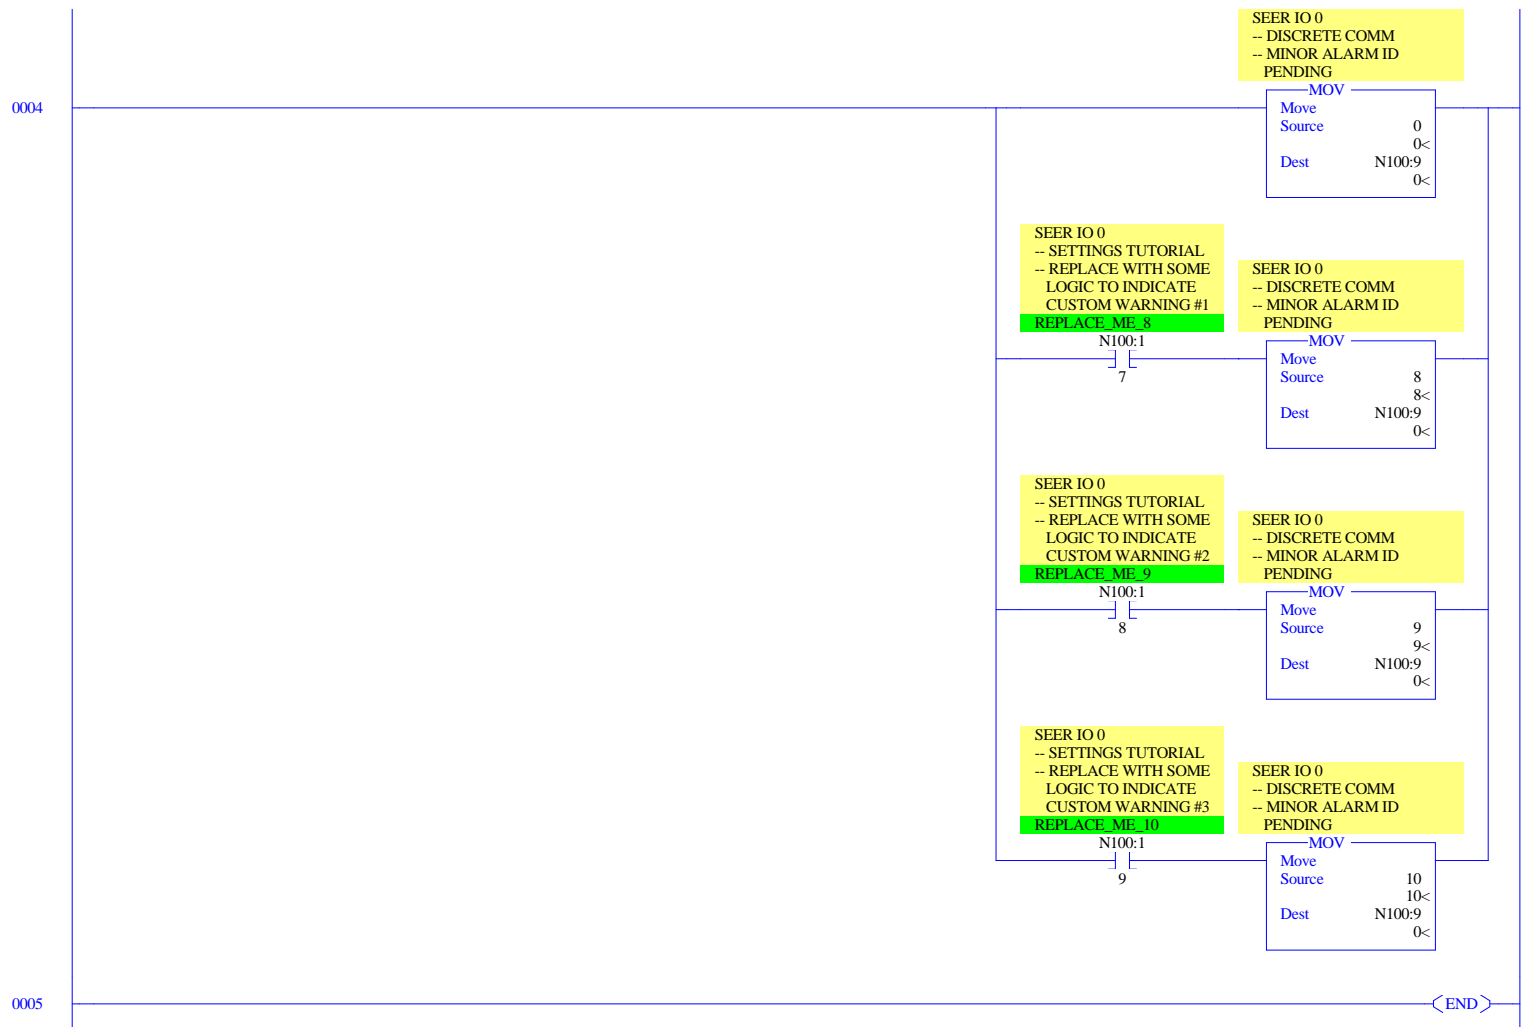 SEER IO 0
-- DISCRETE COMM
-- MINOR ALARM ID
PENDING
MOV
0004
Move
Source 0
0<
Dest N100:9
0<
SEER IO 0
-- SETTINGS TUTORIAL
-- REPLACE WITH SOME
LOGIC TO INDICATE
CUSTOM WARNING #1
REPLACE_ME_8
N100:1
7
SEER IO 0
-- DISCRETE COMM
-- MINOR ALARM ID
PENDING
MOV
Move
Source 8
8<
Dest N100:9
0<
SEER IO 0
-- SETTINGS TUTORIAL
-- REPLACE WITH SOME
LOGIC TO INDICATE
CUSTOM WARNING #2
REPLACE_ME_9
N100:1
8
SEER IO 0
-- DISCRETE COMM
-- MINOR ALARM ID
PENDING
MOV
Move
Source 9
9<
Dest N100:9
0<
SEER IO 0
-- SETTINGS TUTORIAL
-- REPLACE WITH SOME
LOGIC TO INDICATE
CUSTOM WARNING #3
REPLACE_ME_10
N100:1
9
SEER IO 0
-- DISCRETE COMM
-- MINOR ALARM ID
PENDING
MOV
Move
Source 10
10<
Dest N100:9
0<
0005
END